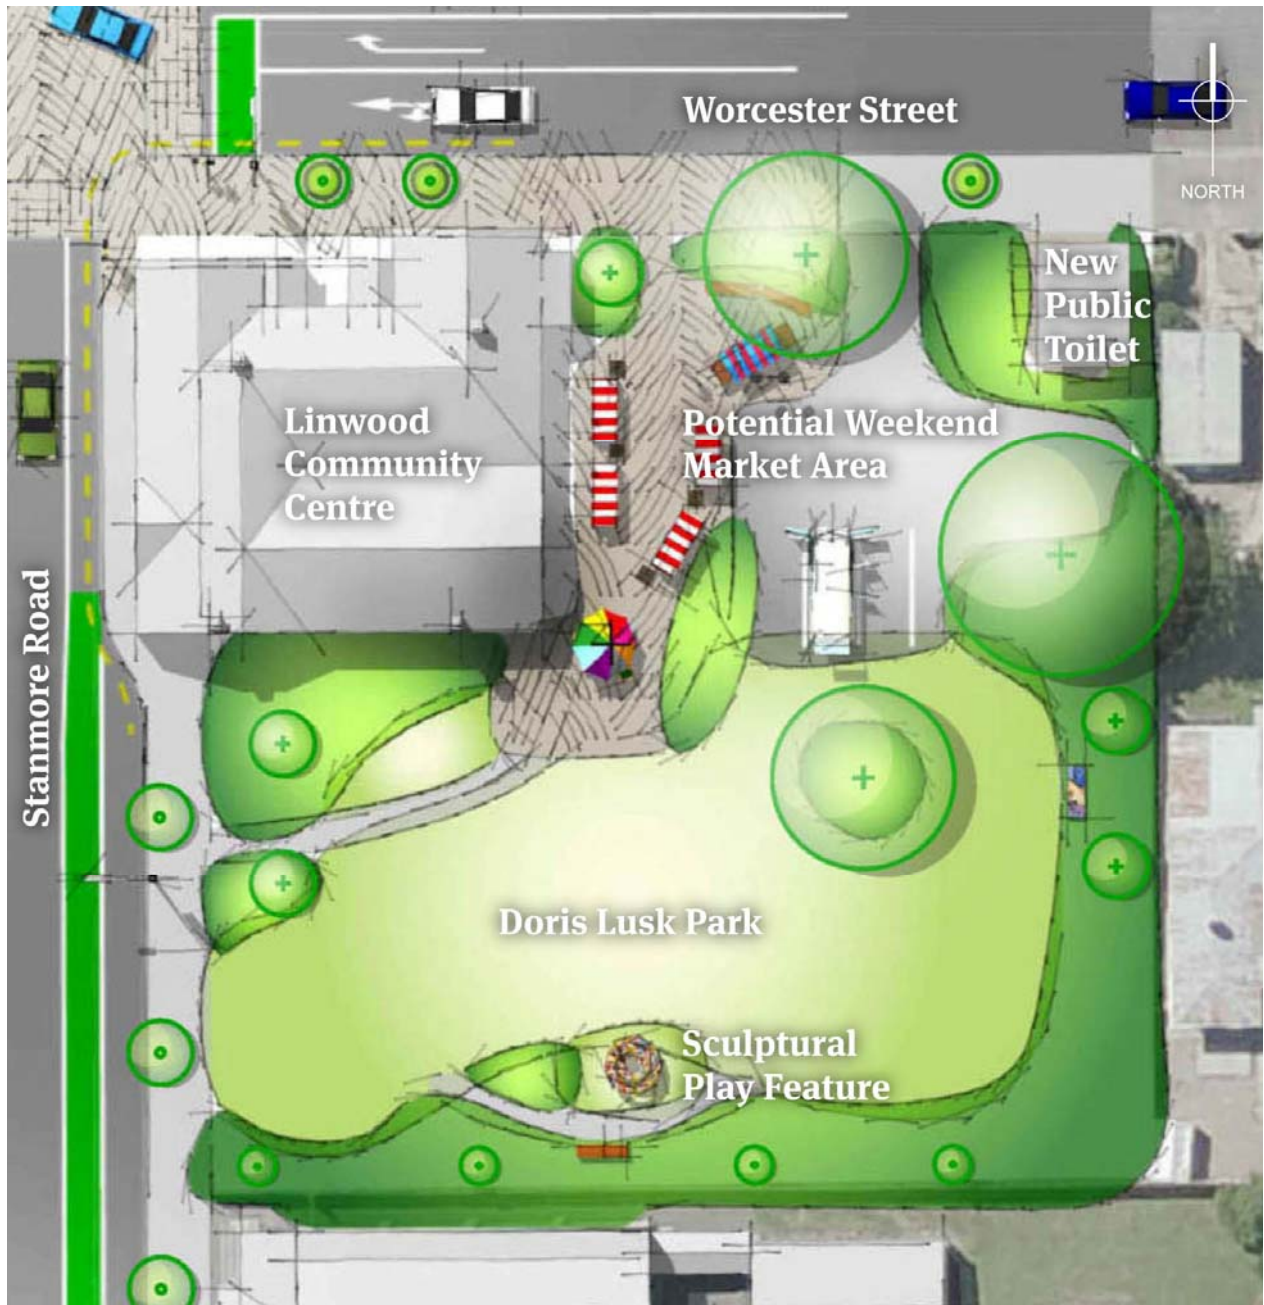 Worcester Street
NORTH
New
Public
Toilet
Linwood
Community
Centre
Potential Weekend
Market Area
Stanmore Road
Doris Lusk Park
Sculptural
Play Feature